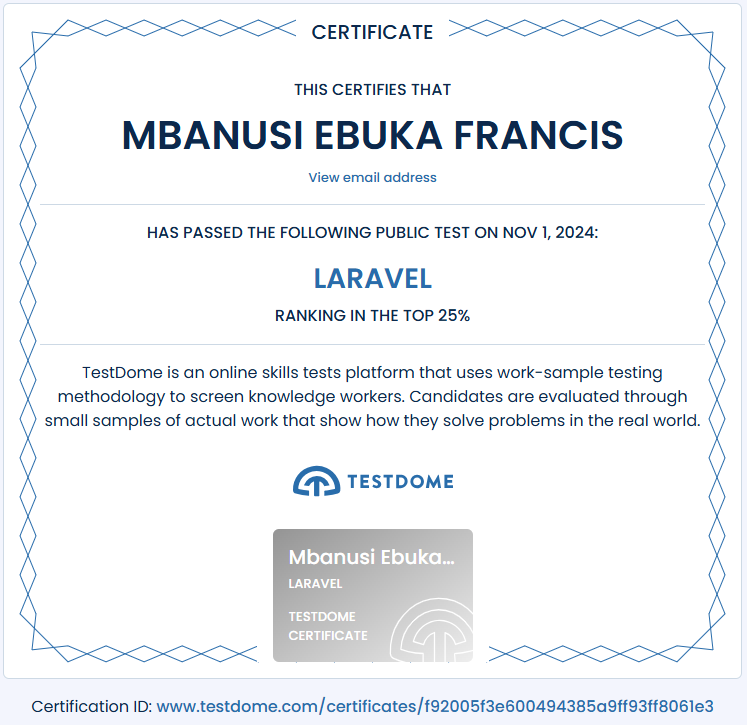 CERTIFICATE
THIS CERTIFIES THAT
MBANUSI EBUKA FRANCIS
View email address
HAS PASSED THE FOLLOWING PUBLIC TEST ON NOV 1, 2024:
LARAVEL
RANKING IN THE TOP 25%
TestDome is an online skills tests platform that uses work-sample testing
methodology to screen knowledge workers. Candidates are evaluated through
small samples of actual work that show how they solve problems in the real world.
TESTDOME
Mbanusi Ebuka...
LARAVEL
TESTDOME
CERTIFICATE
Certification ID: www.testdome.com/certificates/f92005f3e600494385a9ff93ff8061e3